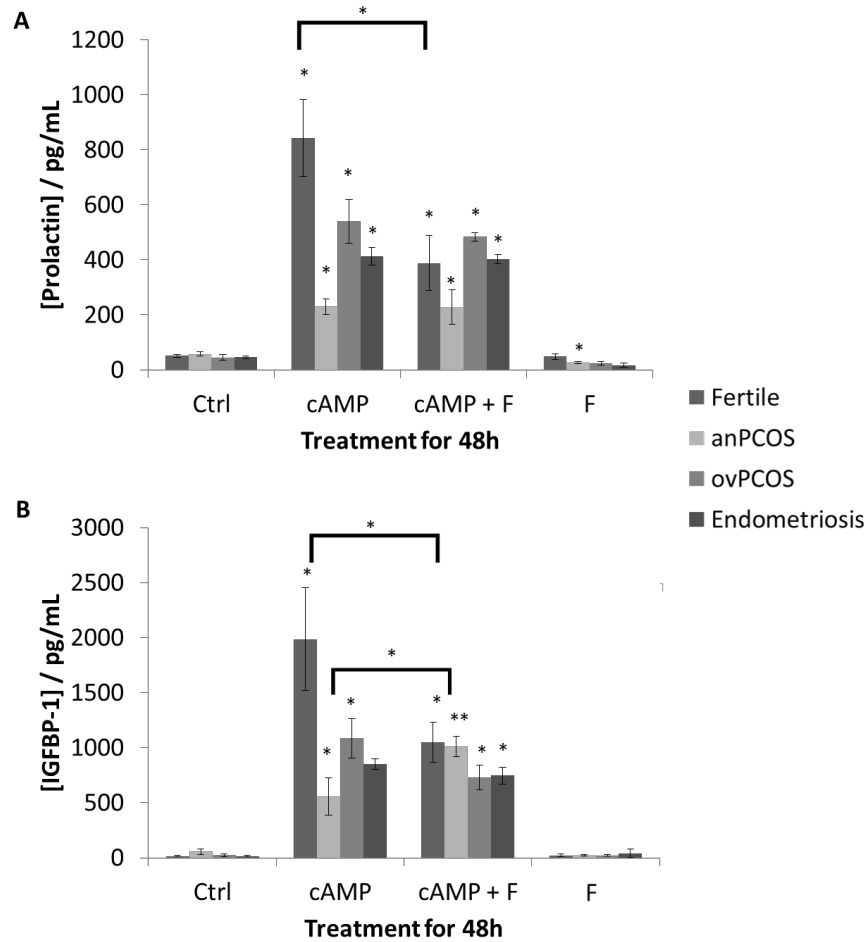 A
*
1200
1000
800
600
400
200
0
[Prolactin] / pg/mL
*
*
*
*
*
*
*
*
*
Ctrl
cAMP
cAMP + F
F
Treatment for 48h
Fertile
anPCOS
ovPCOS
Endometriosis
B
3000
2500
2000
1500
1000
500
0
[IGFBP-1] / pg/mL
*
*
*
*
*
*
**
*
*
Ctrl
cAMP
cAMP + F
F
Treatment for 48h